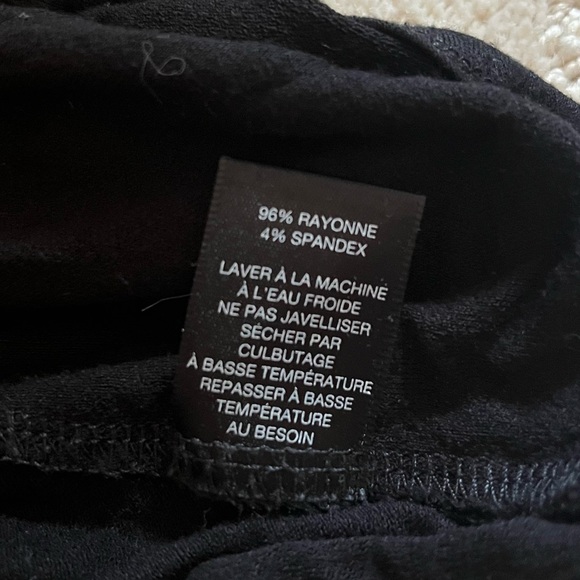 96% RAYONNE
4% SPANDEX
LAVER À LA MACHINE
À L'EAU FROIDE
NE PAS JAVELLISER
SÉCHER PAR
CULBUTAGE
À BASSE TEMPÉRATURE
REPASSER À BASSE
TEMPÉRATURE
AU BESOIN